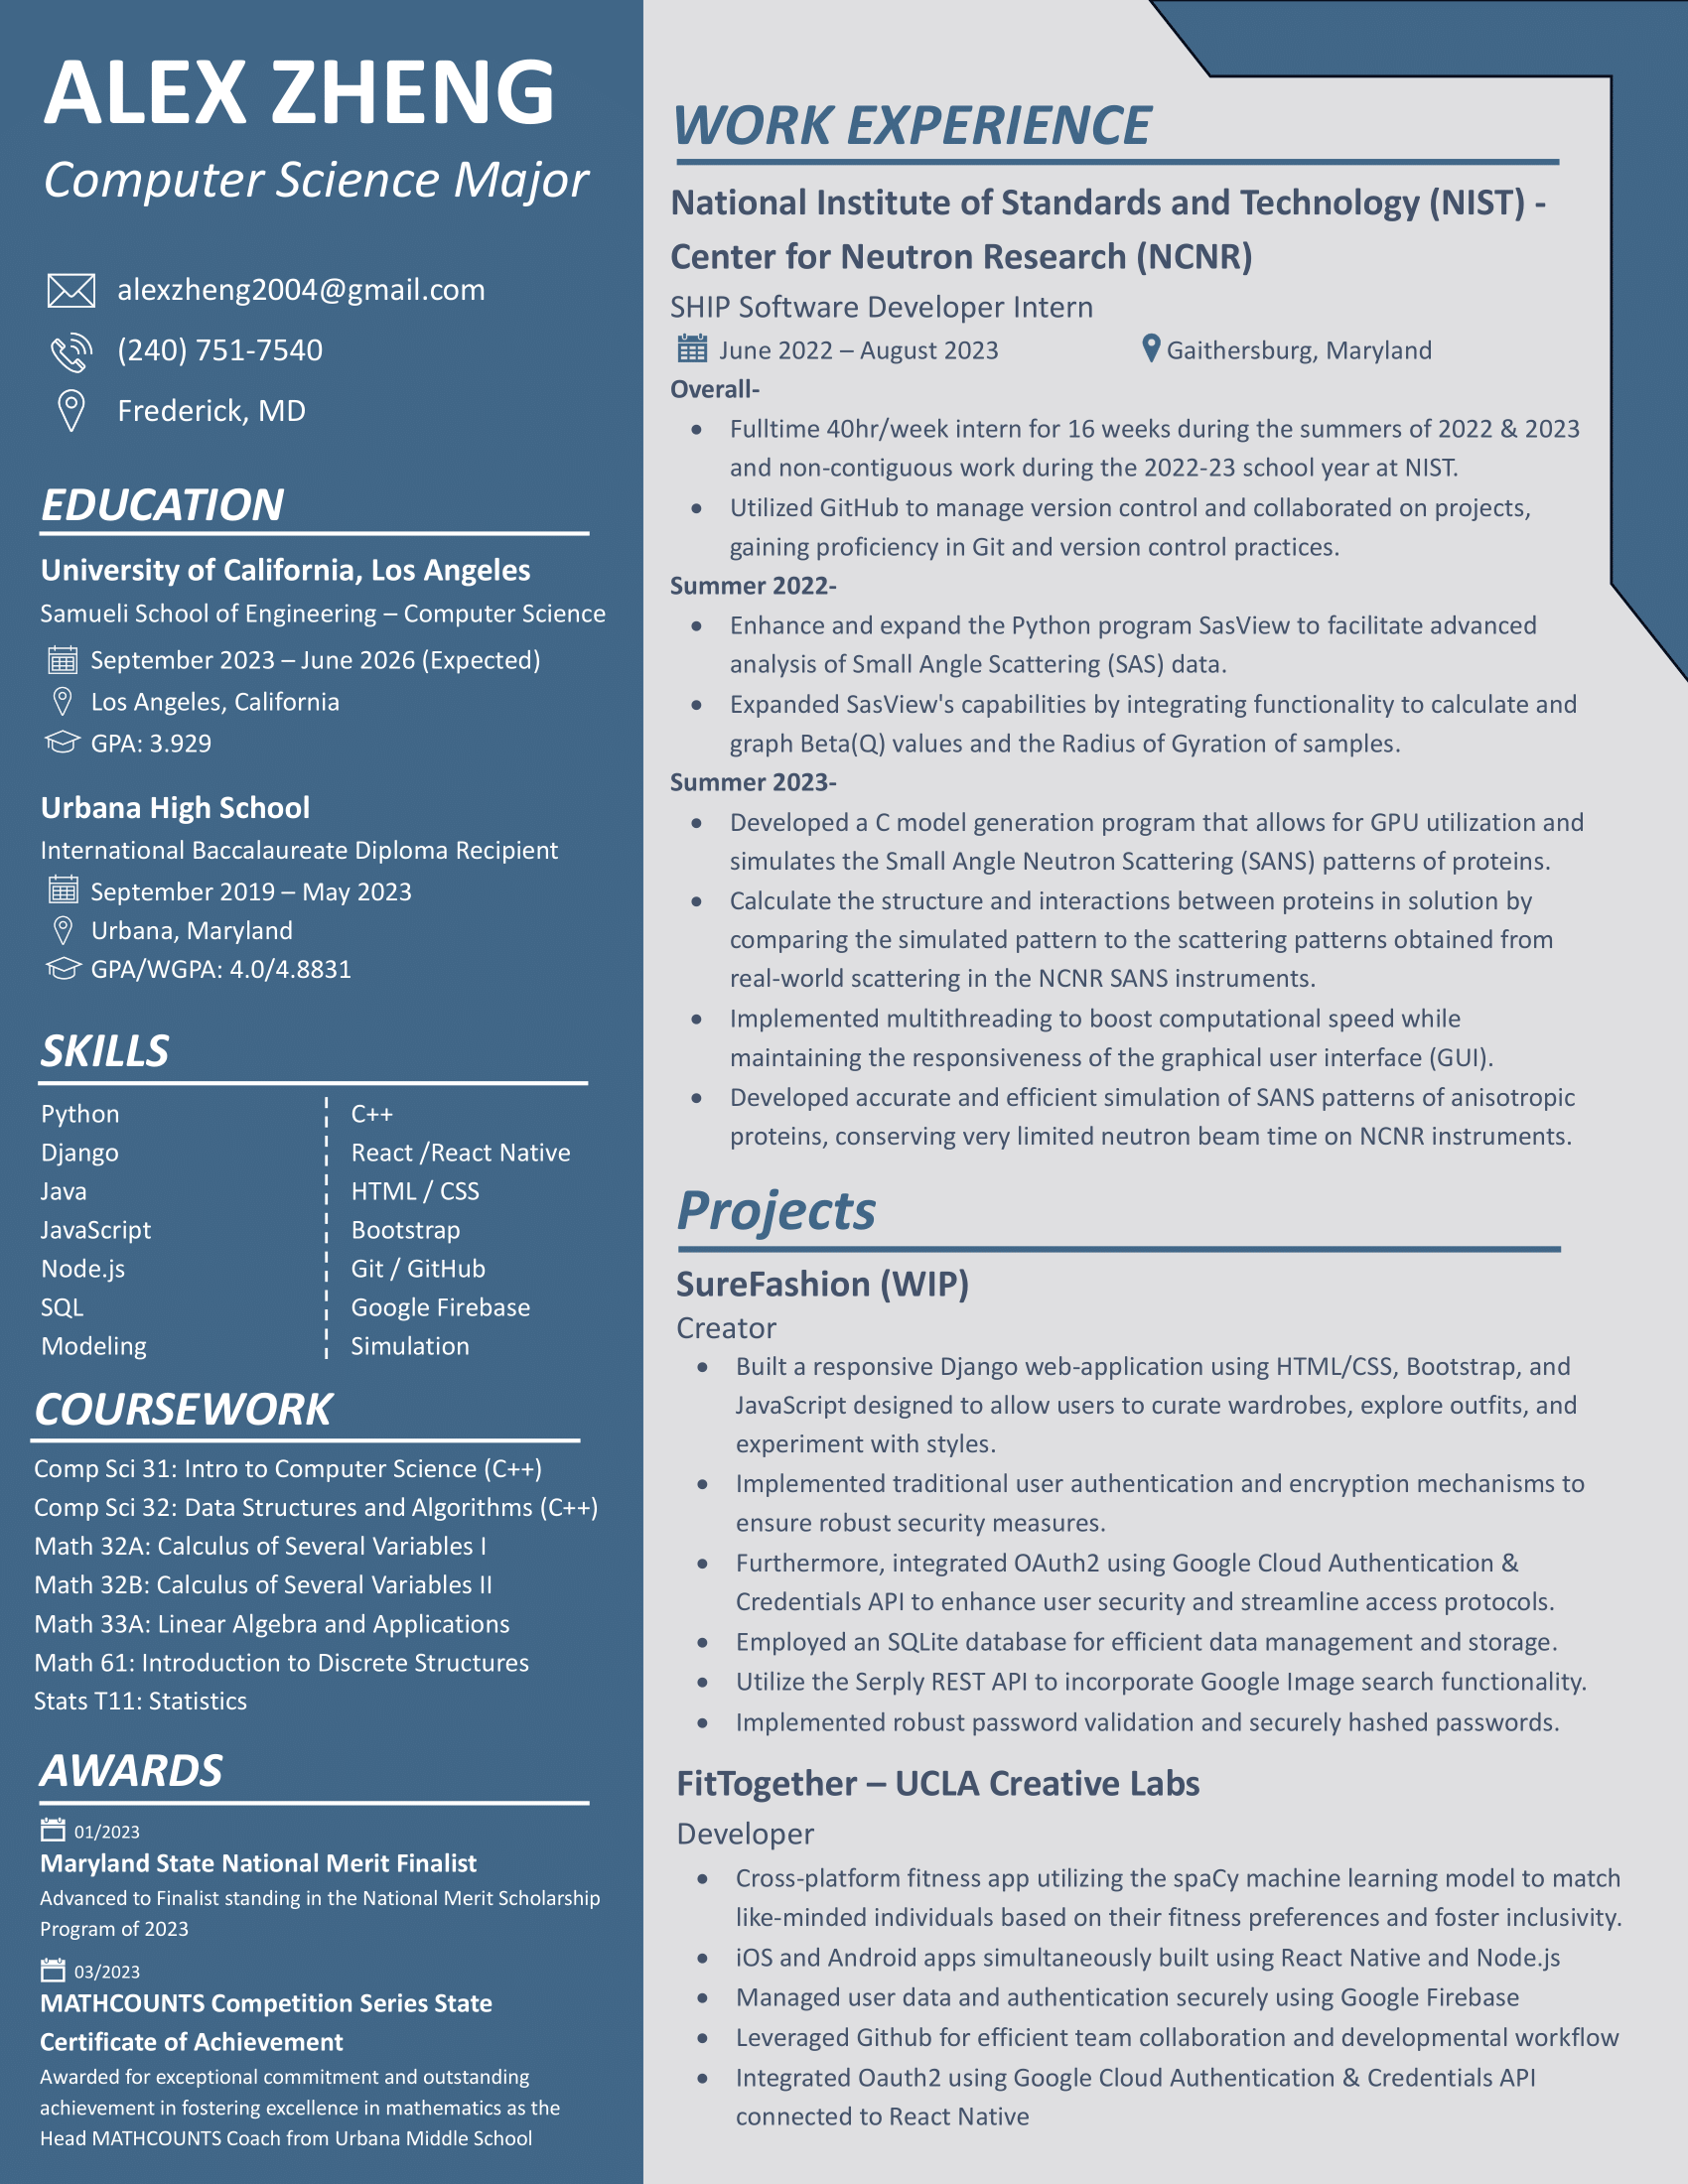 ALEX ZHENG
Computer Science Major
alexzheng2004@gmail.com
(240) 751-7540
Frederick, MD
EDUCATION
University of California, Los Angeles
Samueli School of Engineering – Computer Science
September 2023 – June 2026 (Expected)
Los Angeles, California
GPA: 3.929
Urbana High School
International Baccalaureate Diploma Recipient
September 2019 – May 2023
Urbana, Maryland
GPA/WGPA: 4.0/4.8831
SKILLS
Python
Django
Java
JavaScript
Node.js
SQL
Modeling
C++
React /React Native
HTML / CSS
Bootstrap
Git / GitHub
Google Firebase
Simulation
COURSEWORK
Comp Sci 31: Intro to Computer Science (C++)
Comp Sci 32: Data Structures and Algorithms (C++)
Math 32A: Calculus of Several Variables I
Math 32B: Calculus of Several Variables II
Math 33A: Linear Algebra and Applications
Math 61: Introduction to Discrete Structures
Stats T11: Statistics
AWARDS
01/2023
Maryland State National Merit Finalist
Advanced to Finalist standing in the National Merit Scholarship
Program of 2023
03/2023
MATHCOUNTS Competition Series State
Certificate of Achievement
Awarded for exceptional commitment and outstanding
achievement in fostering excellence in mathematics as the
Head MATHCOUNTS Coach from Urbana Middle School
WORK EXPERIENCE
National Institute of Standards and Technology (NIST) -
Center for Neutron Research (NCNR)
SHIP Software Developer Intern
June 2022 – August 2023 Gaithersburg, Maryland
Overall-
• Fulltime 40hr/week intern for 16 weeks during the summers of 2022 & 2023
and non-contiguous work during the 2022-23 school year at NIST.
• Utilized GitHub to manage version control and collaborated on projects,
gaining proficiency in Git and version control practices.
Summer 2022-
• Enhance and expand the Python program SasView to facilitate advanced
analysis of Small Angle Scattering (SAS) data.
• Expanded SasView's capabilities by integrating functionality to calculate and
graph Beta(Q) values and the Radius of Gyration of samples.
Summer 2023-
• Developed a C model generation program that allows for GPU utilization and
simulates the Small Angle Neutron Scattering (SANS) patterns of proteins.
• Calculate the structure and interactions between proteins in solution by
comparing the simulated pattern to the scattering patterns obtained from
real-world scattering in the NCNR SANS instruments.
• Implemented multithreading to boost computational speed while
maintaining the responsiveness of the graphical user interface (GUI).
• Developed accurate and efficient simulation of SANS patterns of anisotropic
proteins, conserving very limited neutron beam time on NCNR instruments.
Projects
SureFashion (WIP)
Creator
• Built a responsive Django web-application using HTML/CSS, Bootstrap, and
JavaScript designed to allow users to curate wardrobes, explore outfits, and
experiment with styles.
• Implemented traditional user authentication and encryption mechanisms to
ensure robust security measures.
• Furthermore, integrated OAuth2 using Google Cloud Authentication &
Credentials API to enhance user security and streamline access protocols.
• Employed an SQLite database for efficient data management and storage.
• Utilize the Serply REST API to incorporate Google Image search functionality.
• Implemented robust password validation and securely hashed passwords.
FitTogether – UCLA Creative Labs
Developer
• Cross-platform fitness app utilizing the spaCy machine learning model to match
like-minded individuals based on their fitness preferences and foster inclusivity.
• iOS and Android apps simultaneously built using React Native and Node.js
• Managed user data and authentication securely using Google Firebase
• Leveraged Github for efficient team collaboration and developmental workflow
• Integrated Oauth2 using Google Cloud Authentication & Credentials API
connected to React Native